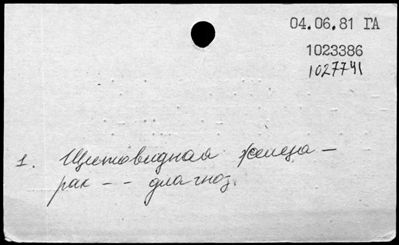 04.06.81 ГА
1023386
1027741
1. Щитовидная железа —
рак - - диагноз.